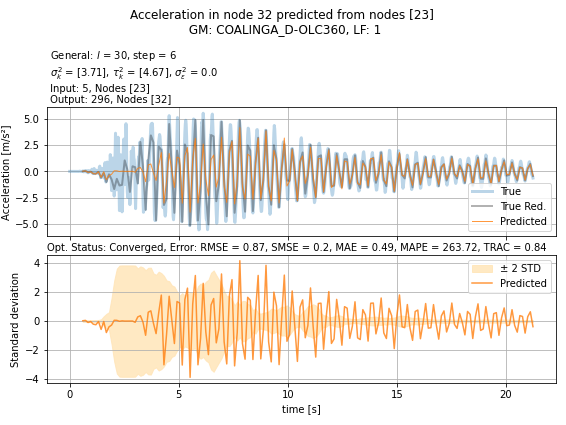 Acceleration in node 32 predicted from nodes [23]
GM: COALINGA_D-OLC360, LF: 1
General: l = 30, step = 6
σ²ₖ = [3.71], τ²ₖ = [4.67], σ²ε = 0.0
Input: 5, Nodes [23]
Output: 296, Nodes [32]
Acceleration [m/s²]
5.0
2.5
0.0
−2.5
−5.0
True
True Red.
Predicted
Opt. Status: Converged, Error: RMSE = 0.87, SMSE = 0.2, MAE = 0.49, MAPE = 263.72, TRAC = 0.84
Standard deviation
4
2
0
−2
−4
± 2 STD
Predicted
0 5 10 15 20
time [s]